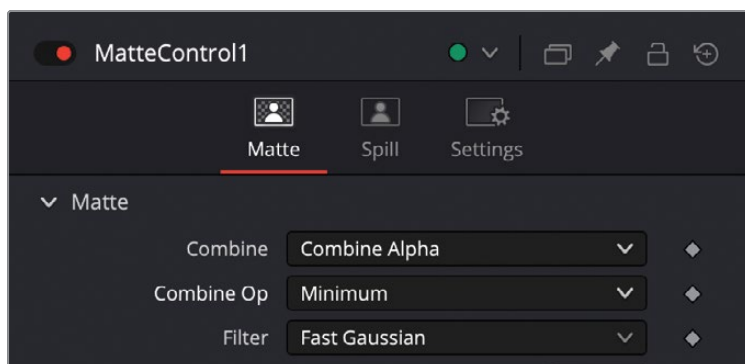 MatteControl1
Matte Spill Settings
Matte
Combine Combine Alpha
Combine Op Minimum
Filter Fast Gaussian